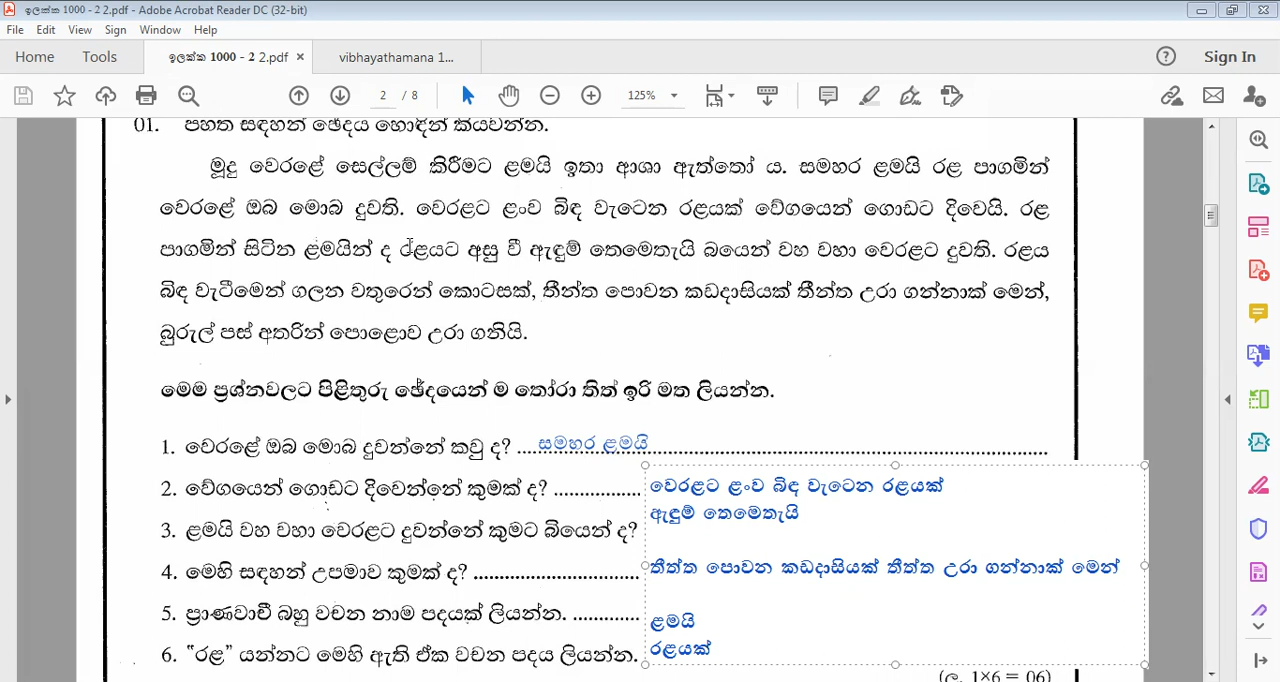 ඉලක්ක 1000 - 2 2.pdf - Adobe Acrobat Reader DC (32-bit)
File Edit View Sign Window Help
Home Tools ඉලක්ක 1000 - 2 2.pdf × vibhayathamana 1... Sign In
2 / 8 125%
01. පහත සඳහන් ඡේදය හොඳින් කියවන්න.
මූදු වෙරළේ සෙල්ලම් කිරීමට ළමයි ඉතා ආශා ඇත්තෝ ය. සමහර ළමයි රළ පාගමින්
වෙරළේ ඔබ මොබ දුවති. වෙරළට ළංව බිඳ වැටෙන රළයක් වේගයෙන් ගොඩට දිවෙයි. රළ
පාගමින් සිටින ළමයින් ද රළයට අසු වී ඇඳුම් තෙමෙතැයි බයෙන් වහ වහා වෙරළට දුවති. රළය
බිඳ වැටීමෙන් ගලන වතුරෙන් කොටසක්, තීන්ත පොවන කඩදාසියක් තීන්ත උරා ගන්නාක් මෙන්,
බුරුල් පස් අතරින් පොළොව උරා ගනියි.
මෙම ප්‍රශ්නවලට පිළිතුරු ඡේදයෙන් ම තෝරා තිත් ඉරි මත ලියන්න.
1. වෙරළේ ඔබ මොබ දුවන්නේ කවු ද? ....සමහර ළමයි....
2. වේගයෙන් ගොඩට දිවෙන්නේ කුමක් ද? ................. වෙරළට ළංව බිඳ වැටෙන රළයක්
ඇඳුම් තෙමෙතැයි
3. ළමයි වහ වහා වෙරළට දුවන්නේ කුමට බියෙන් ද?
4. මෙහි සඳහන් උපමාව කුමක් ද? ................................ තීත්ත පොවන කඩදාසියක් තීත්ත උරා ගන්නාක් මෙන්
5. ප්‍රාණවාචී බහු වචන නාම පදයක් ලියන්න. ............. ළමයි
6. “රළ” යන්නට මෙහි ඇති ඒක වචන පදය ලියන්න. රළයක්
(ල. 1×6 = 06)